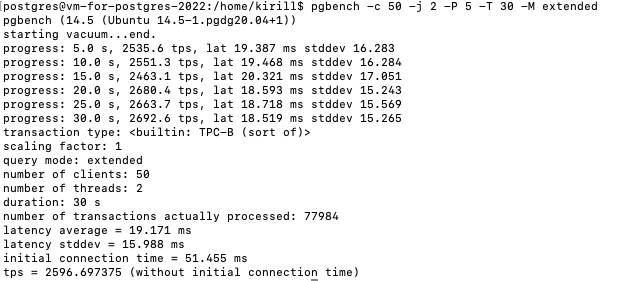 [postgres@vm-for-postgres-2022:/home/kirill$ pgbench -c 50 -j 2 -P 5 -T 30 -M extended
pgbench (14.5 (Ubuntu 14.5-1.pgdg20.04+1))
starting vacuum...end.
progress: 5.0 s, 2535.6 tps, lat 19.387 ms stddev 16.283
progress: 10.0 s, 2551.3 tps, lat 19.468 ms stddev 16.284
progress: 15.0 s, 2463.1 tps, lat 20.321 ms stddev 17.051
progress: 20.0 s, 2680.4 tps, lat 18.593 ms stddev 15.243
progress: 25.0 s, 2663.7 tps, lat 18.718 ms stddev 15.569
progress: 30.0 s, 2692.6 tps, lat 18.519 ms stddev 15.265
transaction type: <builtin: TPC-B (sort of)>
scaling factor: 1
query mode: extended
number of clients: 50
number of threads: 2
duration: 30 s
number of transactions actually processed: 77984
latency average = 19.171 ms
latency stddev = 15.988 ms
initial connection time = 51.455 ms
tps = 2596.697375 (without initial connection time)